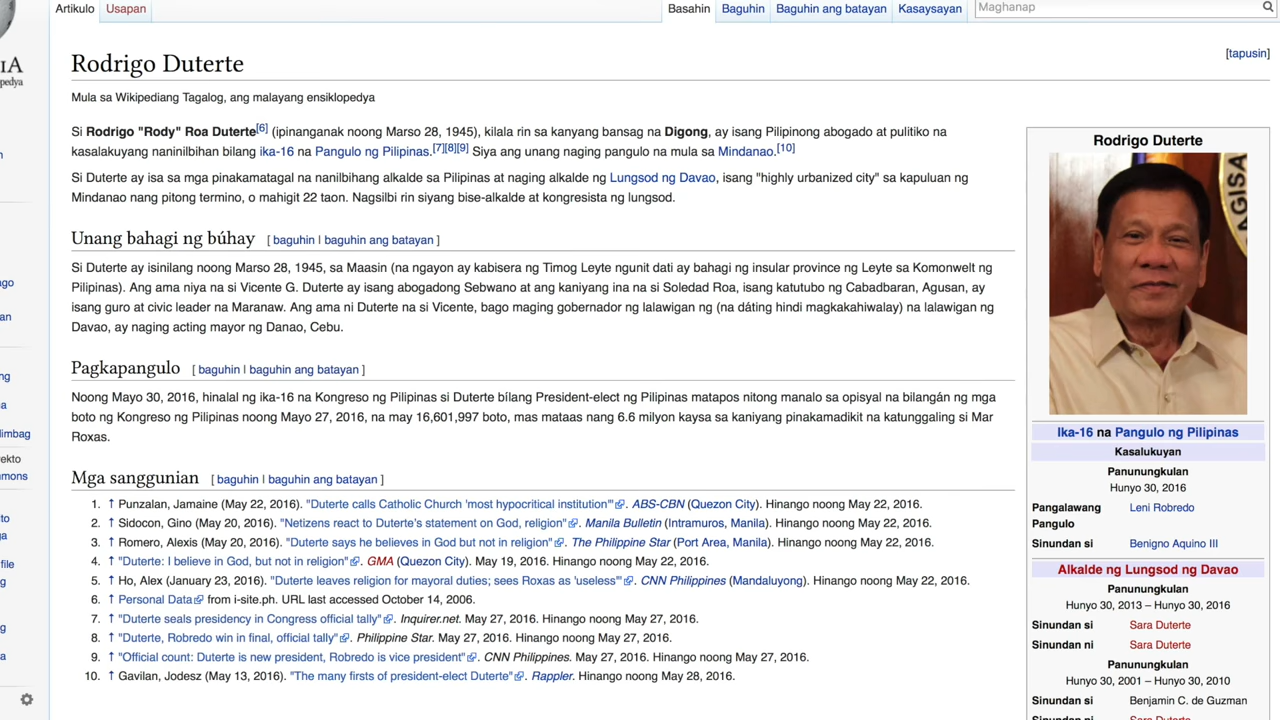 Artikulo
Usapan
Basahin
Baguhin
Baguhin ang batayan
Kasaysayan
Maghanap
Rodrigo Duterte
[tapusin]
Mula sa Wikipediang Tagalog, ang malayang ensiklopedya
Si Rodrigo "Rody" Roa Duterte[6] (ipinanganak noong Marso 28, 1945), kilala rin sa kanyang bansag na Digong, ay isang Pilipinong abogado at pulitiko na
kasalakuyang naninilbihan bilang ika-16 na Pangulo ng Pilipinas.[7][8][9] Siya ang unang naging pangulo na mula sa Mindanao.[10]
Si Duterte ay isa sa mga pinakamatagal na nanilbihang alkalde sa Pilipinas at naging alkalde ng Lungsod ng Davao, isang "highly urbanized city" sa kapuluan ng
Mindanao nang pitong termino, o mahigit 22 taon. Nagsilbi rin siyang bise-alkalde at kongresista ng lungsod.
Unang bahagi ng búhay [ baguhin | baguhin ang batayan ]
Si Duterte ay isinilang noong Marso 28, 1945, sa Maasin (na ngayon ay kabisera ng Timog Leyte ngunit dati ay bahagi ng insular province ng Leyte sa Komonwelt ng
Pilipinas). Ang ama niya na si Vicente G. Duterte ay isang abogadong Sebwano at ang kaniyang ina na si Soledad Roa, isang katutubo ng Cabadbaran, Agusan, ay
isang guro at civic leader na Maranaw. Ang ama ni Duterte na si Vicente, bago maging gobernador ng lalawigan ng (na dáting hindi magkakahiwalay) na lalawigan ng
Davao, ay naging acting mayor ng Danao, Cebu.
Pagkapangulo [ baguhin | baguhin ang batayan ]
Noong Mayo 30, 2016, hinalal ng ika-16 na Kongreso ng Pilipinas si Duterte bílang President-elect ng Pilipinas matapos nitong manalo sa opisyal na bilangán ng mga
boto ng Kongreso ng Pilipinas noong Mayo 27, 2016, na may 16,601,997 boto, mas mataas nang 6.6 milyon kaysa sa kaniyang pinakamadikit na katunggaling si Mar
Roxas.
Mga sanggunian [ baguhin | baguhin ang batayan ]
1. ↑ Punzalan, Jamaine (May 22, 2016). "Duterte calls Catholic Church 'most hypocritical institution'". ABS-CBN (Quezon City). Hinango noong May 22, 2016.
2. ↑ Sidocon, Gino (May 20, 2016). "Netizens react to Duterte's statement on God, religion". Manila Bulletin (Intramuros, Manila). Hinango noong May 22, 2016.
3. ↑ Romero, Alexis (May 20, 2016). "Duterte says he believes in God but not in religion". The Philippine Star (Port Area, Manila). Hinango noong May 22, 2016.
4. ↑ "Duterte: I believe in God, but not in religion". GMA (Quezon City). May 19, 2016. Hinango noong May 22, 2016.
5. ↑ Ho, Alex (January 23, 2016). "Duterte leaves religion for mayoral duties; sees Roxas as 'useless'". CNN Philippines (Mandaluyong). Hinango noong May 22, 2016.
6. ↑ Personal Data from i-site.ph. URL last accessed October 14, 2006.
7. ↑ "Duterte seals presidency in Congress official tally". Inquirer.net. May 27, 2016. Hinango noong May 27, 2016.
8. ↑ "Duterte, Robredo win in final, official tally". Philippine Star. May 27, 2016. Hinango noong May 27, 2016.
9. ↑ "Official count: Duterte is new president, Robredo is vice president". CNN Philippines. May 27, 2016. Hinango noong May 27, 2016.
10. ↑ Gavilan, Jodesz (May 13, 2016). "The many firsts of president-elect Duterte". Rappler. Hinango noong May 28, 2016.
Rodrigo Duterte
AGISA
Ika-16 na Pangulo ng Pilipinas
Kasalukuyan
Panunungkulan
Hunyo 30, 2016
Pangalawang Pangulo Leni Robredo
Sinundan si Benigno Aquino III
Alkalde ng Lungsod ng Davao
Panunungkulan
Hunyo 30, 2013 – Hunyo 30, 2016
Sinundan si Sara Duterte
Sinundan ni Sara Duterte
Panunungkulan
Hunyo 30, 2001 – Hunyo 30, 2010
Sinundan si Benjamin C. de Guzman
Sinundan ni Sara Duterte